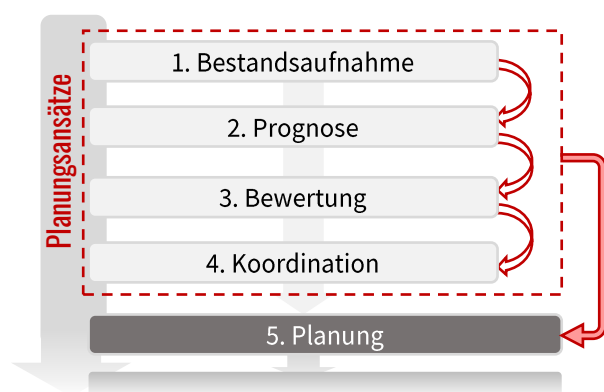 Planungsansätze
1. Bestandsaufnahme
2. Prognose
3. Bewertung
4. Koordination
5. Planung